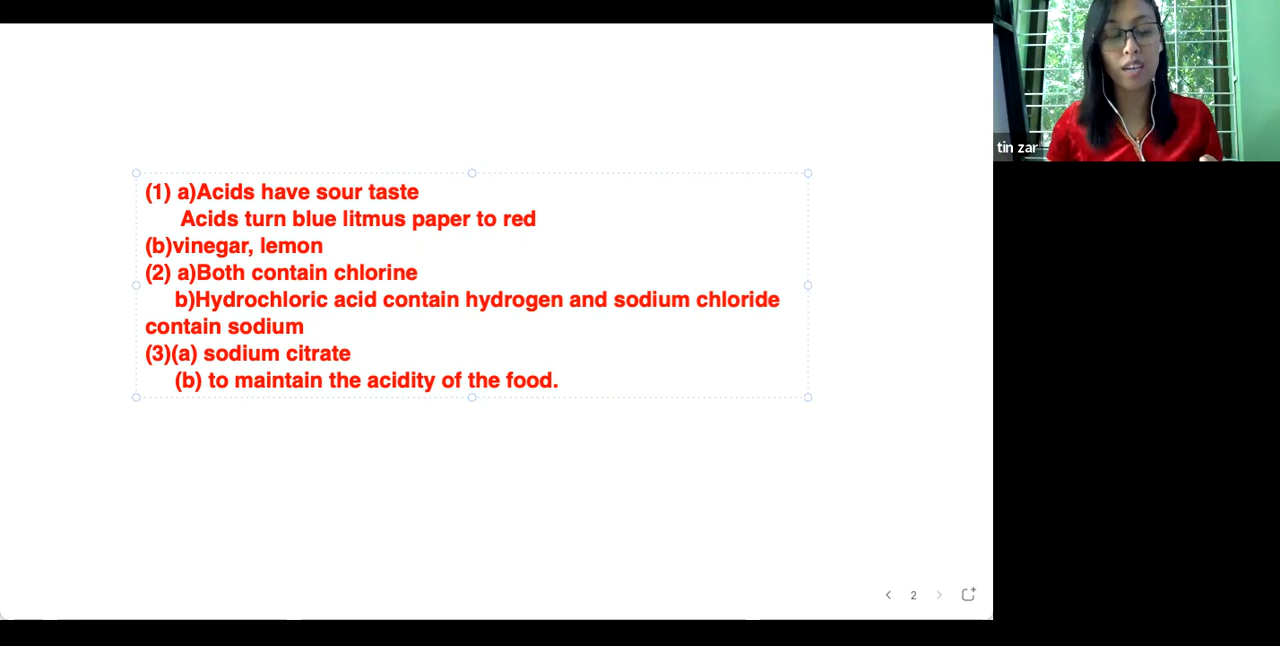 (1) a)Acids have sour taste
Acids turn blue litmus paper to red
(b)vinegar, lemon
(2) a)Both contain chlorine
b)Hydrochloric acid contain hydrogen and sodium chloride
contain sodium
(3)(a) sodium citrate
(b) to maintain the acidity of the food.
tin zar
2